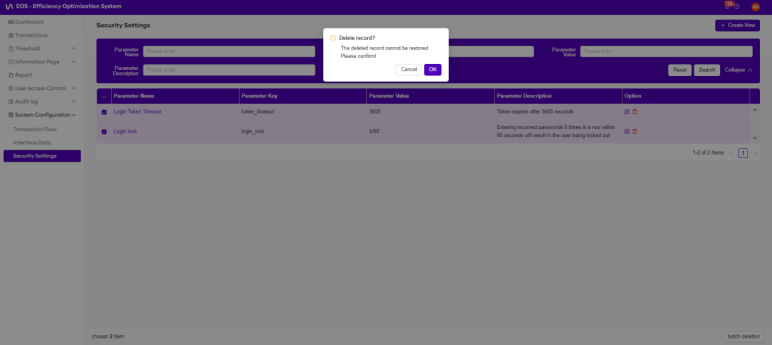 EOS - Efficiency Optimization System
AD
Dashboard
Transactions
Threshold
Information Page
Report
User Access Control
Audit log
System Configuration
Transaction Flow
Interface Data
Security Settings
Security Settings
+ Create New
Parameter Name
Please enter
Parameter Value
Please enter
Parameter Description
Please enter
Reset
Search
Collapse
Delete record?
The deleted record cannot be restored.
Please confirm!
Cancel
OK
Parameter Name Parameter Key Parameter Value Parameter Description Option
Login Token Timeout token_timeout 3600 Token expires after 3600 seconds
Login lock login_lock 5/60 Entering incorrect passwords 5 times in a row within
60 seconds will result in the user being locked out
1-2 of 2 items < 1 >
chosen 2 item
batch deletion